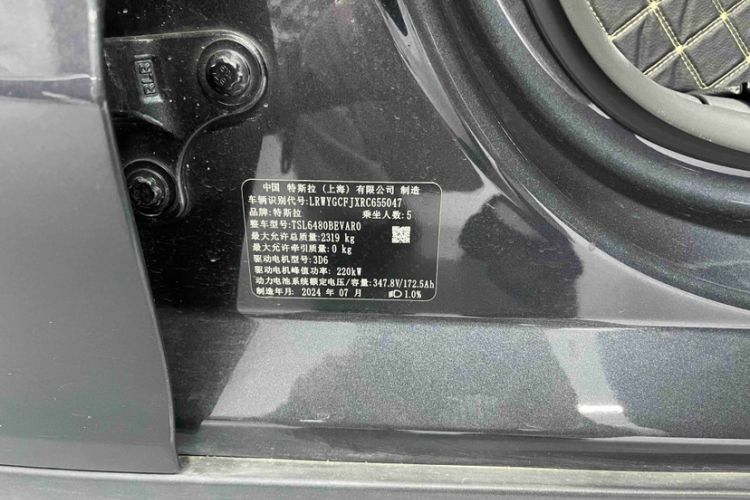 中国 特斯拉（上海）有限公司 制造
车辆识别代号: LRWYGCFJXRC655047
品牌: 特斯拉 乘坐人数: 5
整车型号: TSL6480BEVAR0
最大允许总质量: 2319 kg
最大允许牵引质量: 0 kg
驱动电机型号: 3D6
驱动电机峰值功率: 220kW
动力电池系统额定电压/容量: 347.8V/172.5Ah
制造年月: 2024 年 07 月 1.0%